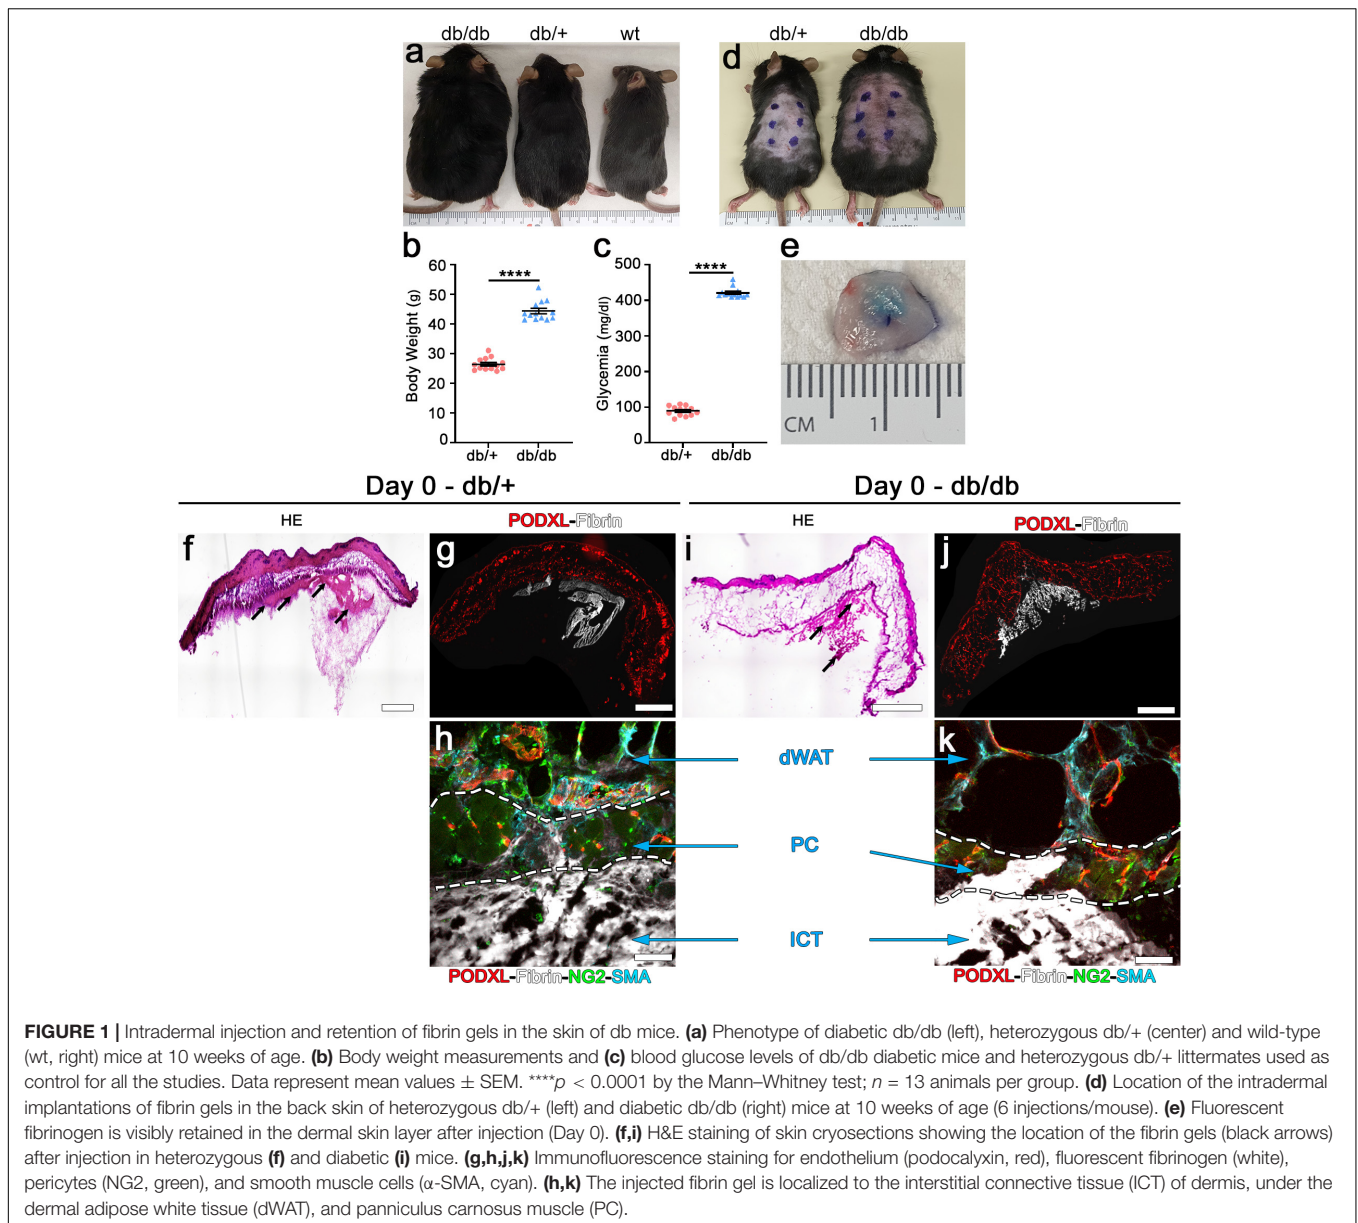 db/db db/+ wt
a
db/+ db/db
d
b
60
50
40
30
20
10
0
Body Weight (g)
****
db/+ db/db
c
500
400
300
200
100
0
Glycemia (mg/dl)
****
db/+ db/db
e
CM 1
Day 0 - db/+
Day 0 - db/db
HE
PODXL-Fibrin
HE
PODXL-Fibrin
f
g
i
j
h
k
dWAT
PC
ICT
PODXL-Fibrin-NG2-SMA
PODXL-Fibrin-NG2-SMA
FIGURE 1 | Intradermal injection and retention of fibrin gels in the skin of db mice. (a) Phenotype of diabetic db/db (left), heterozygous db/+ (center) and wild-type
(wt, right) mice at 10 weeks of age. (b) Body weight measurements and (c) blood glucose levels of db/db diabetic mice and heterozygous db/+ littermates used as
control for all the studies. Data represent mean values ± SEM. ****p < 0.0001 by the Mann–Whitney test; n = 13 animals per group. (d) Location of the intradermal
implantations of fibrin gels in the back skin of heterozygous db/+ (left) and diabetic db/db (right) mice at 10 weeks of age (6 injections/mouse). (e) Fluorescent
fibrinogen is visibly retained in the dermal skin layer after injection (Day 0). (f,i) H&E staining of skin cryosections showing the location of the fibrin gels (black arrows)
after injection in heterozygous (f) and diabetic (i) mice. (g,h,j,k) Immunofluorescence staining for endothelium (podocalyxin, red), fluorescent fibrinogen (white),
pericytes (NG2, green), and smooth muscle cells (α-SMA, cyan). (h,k) The injected fibrin gel is localized to the interstitial connective tissue (ICT) of dermis, under the
dermal adipose white tissue (dWAT), and panniculus carnosus muscle (PC).